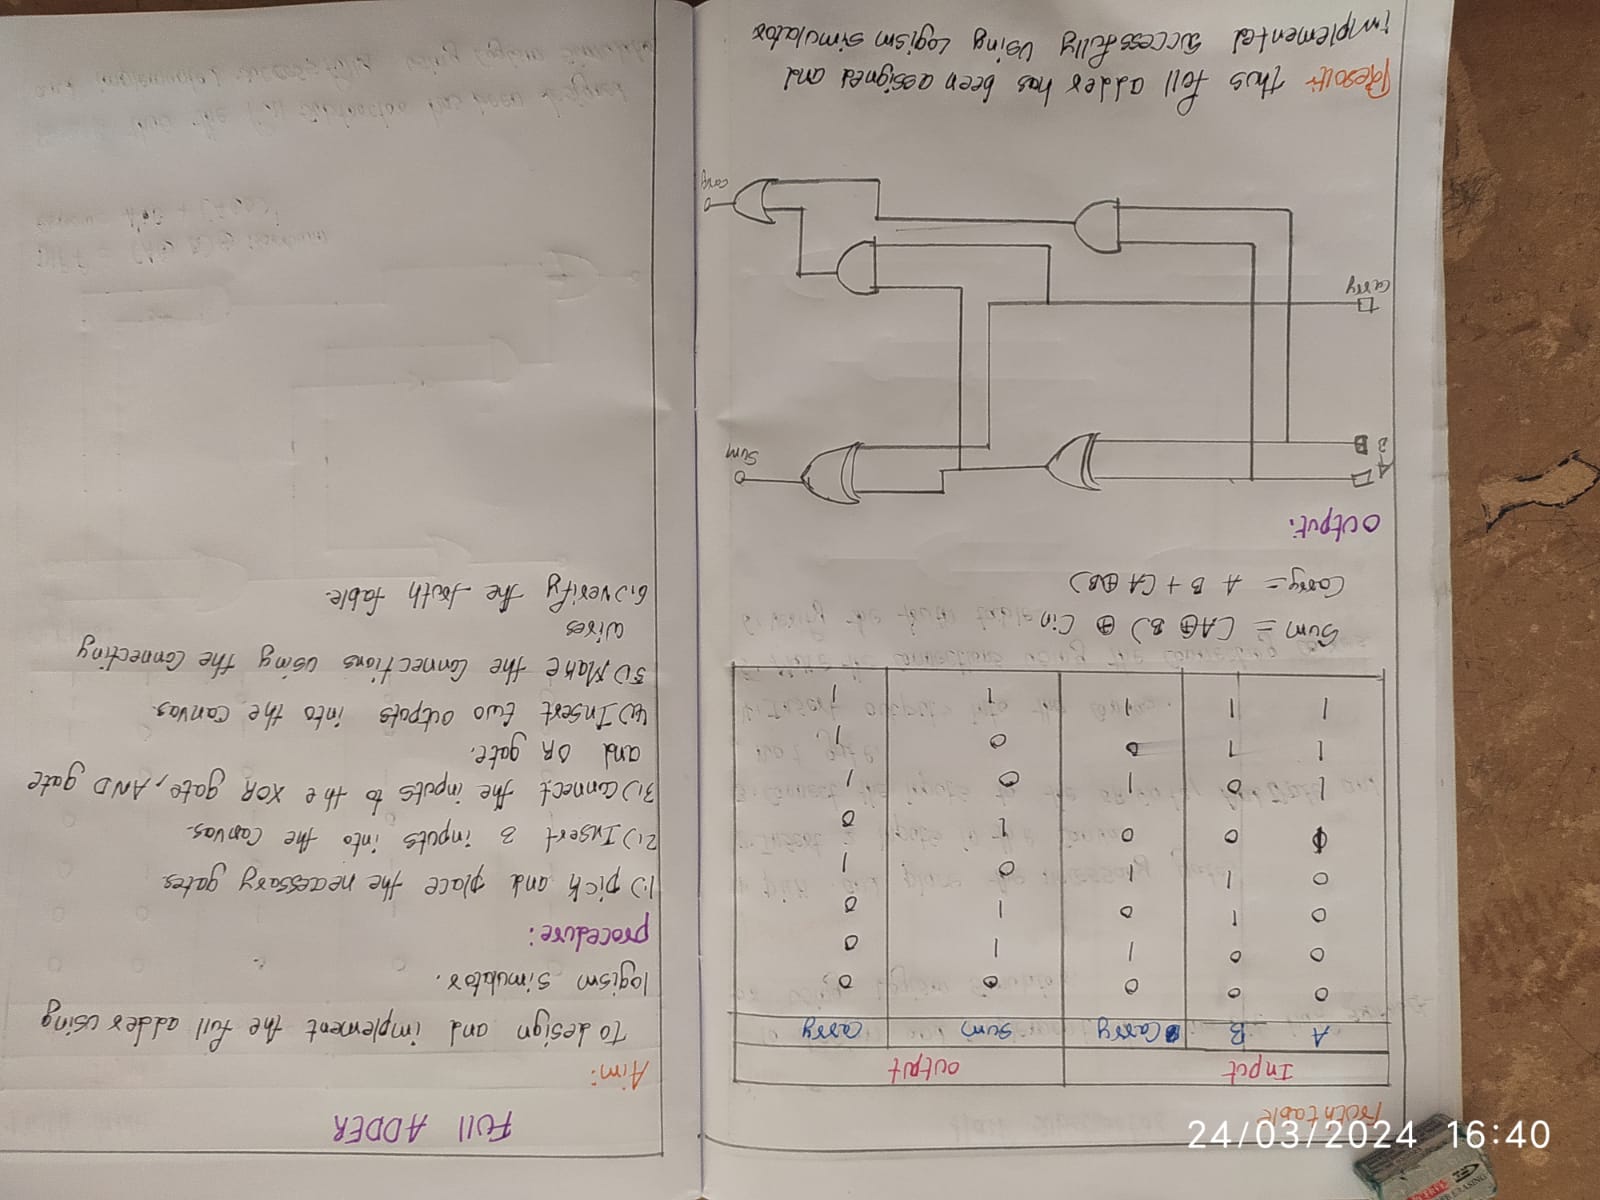 Full ADDER
Aim:
To design and implement the full adder using
logism simulator.
procedure:
1.) pick and place the necessary gates
2.) Insert 3 inputs into the canvas.
3.) Connect the inputs to the XOR gate, AND gate
and OR gate.
4.) Insert two outputs into the canvas
5.) Make the connections using the connecting
wires
6.) verify the truth table.
Truth table
Input output
A B Carry Sum Carry
0 0 0 0 0
0 0 1 1 0
0 1 0 1 0
0 1 1 0 1
1 0 0 1 0
1 0 1 0 1
1 1 0 0 1
1 1 1 1 1
Sum = (A⊕B) ⊕ Cin
Carry = A B + (A⊕B)
Output:
A
B
Sum
Carry
Carry
Result: Thus full adder has been assigned and
implemented successfully using Logism simulator
24/03/2024 16:40